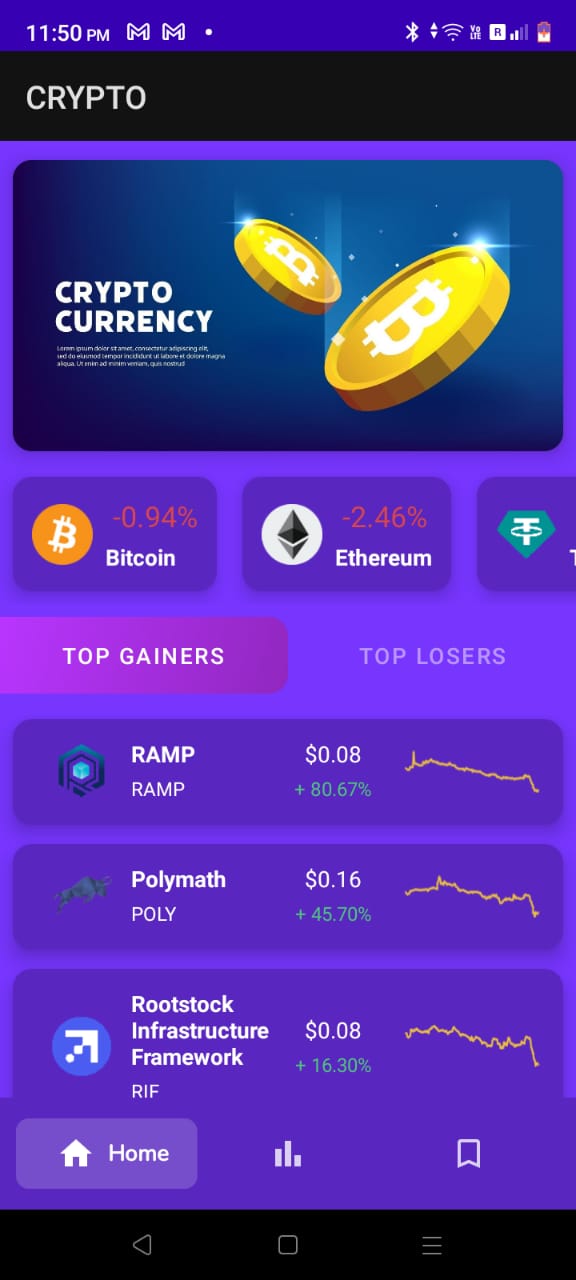 11:50 PM
Vo
LTE
R
CRYPTO
CRYPTO
CURRENCY
Lorem ipsum dolor sit amet, consectetur adipiscing elit,
sed do eiusmod tempor incididunt ut labore et dolore magna
aliqua. Ut enim ad minim veniam, quis nostrud
-0.94%
Bitcoin
-2.46%
Ethereum
T
TOP GAINERS
TOP LOSERS
RAMP
RAMP
$0.08
+ 80.67%
Polymath
POLY
$0.16
+ 45.70%
Rootstock
Infrastructure
Framework
RIF
$0.08
+ 16.30%
Home